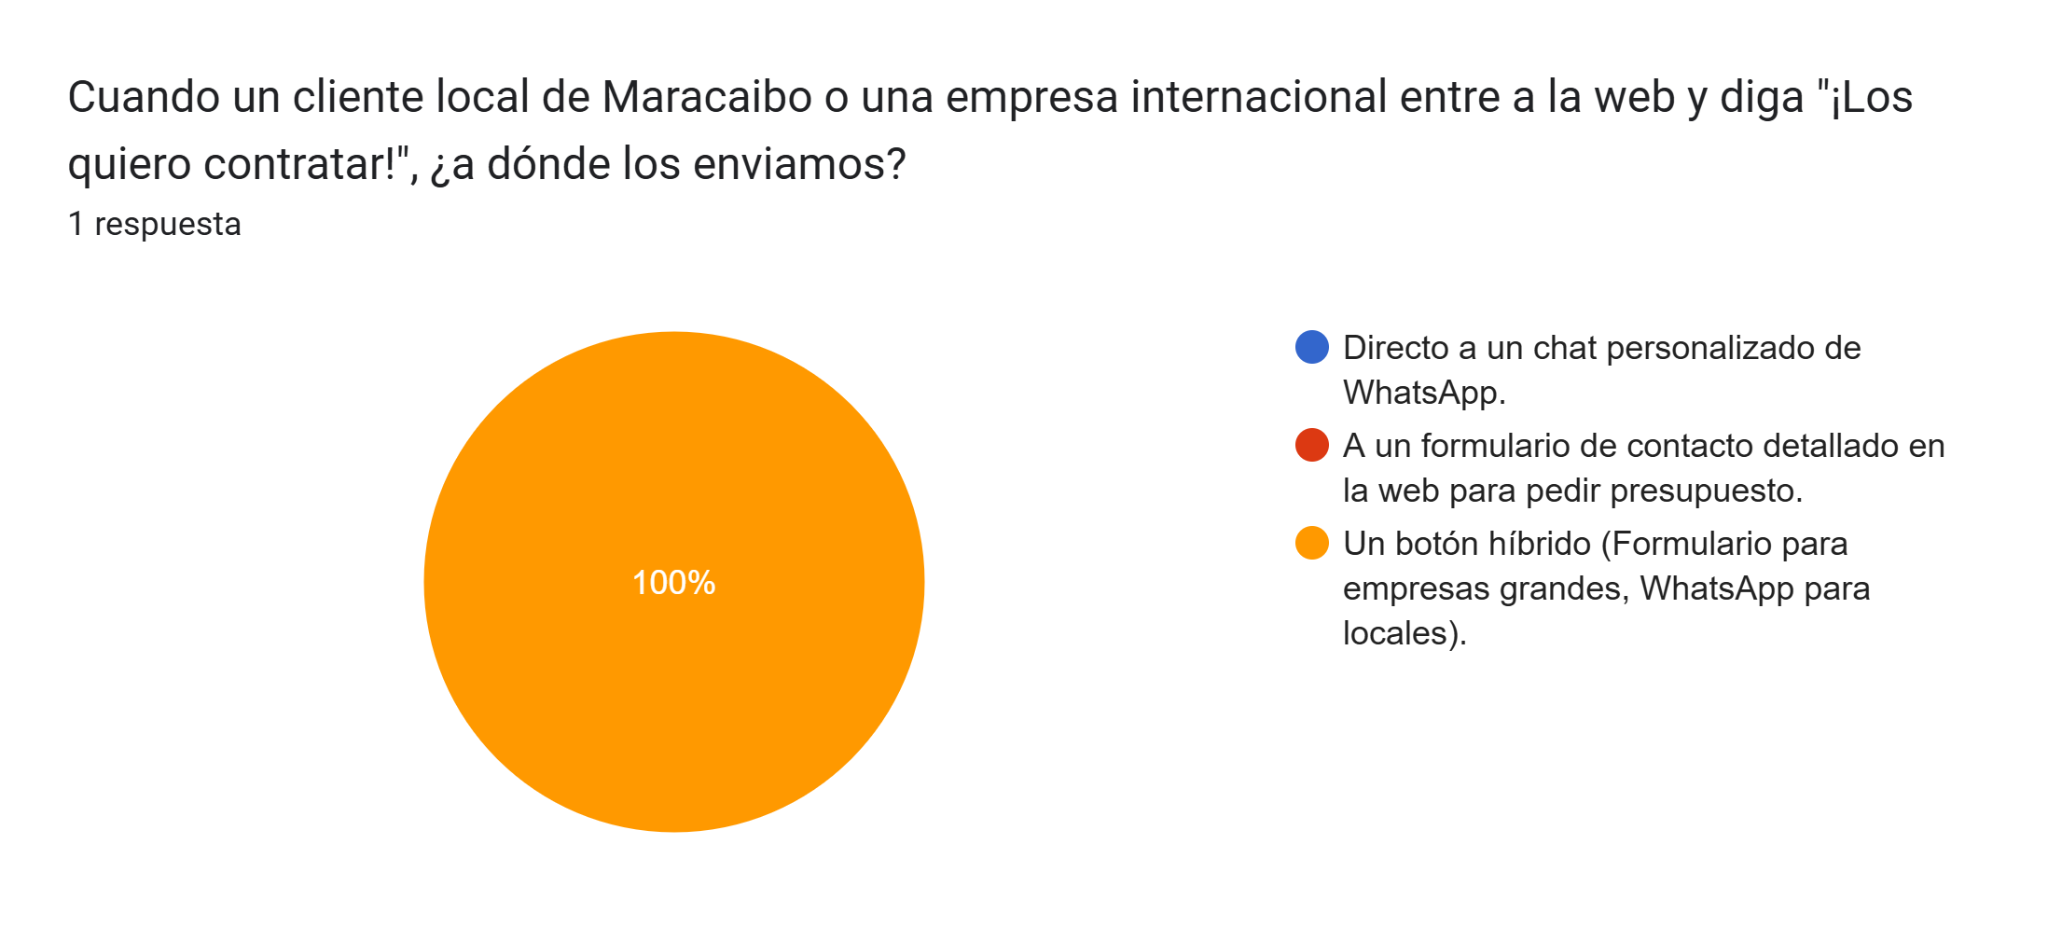 Cuando un cliente local de Maracaibo o una empresa internacional entre a la web y diga "¡Los
quiero contratar!", ¿a dónde los enviamos?
1 respuesta
Directo a un chat personalizado de
WhatsApp.
A un formulario de contacto detallado en
la web para pedir presupuesto.
Un botón híbrido (Formulario para
empresas grandes, WhatsApp para
locales).
100%